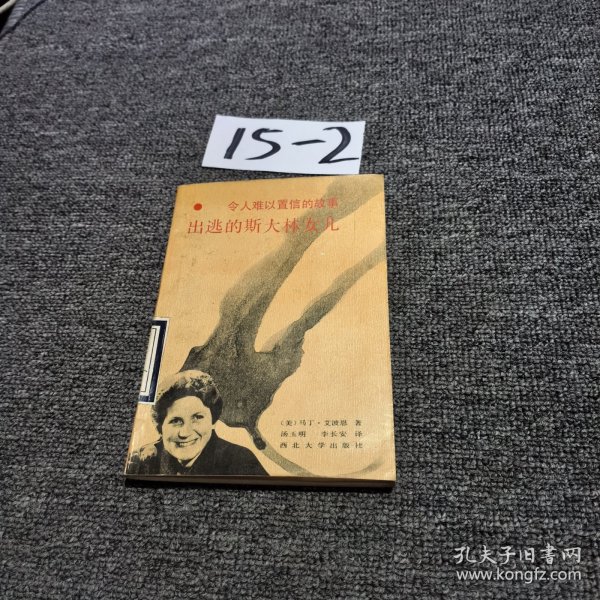 15-2
令人难以置信的故事
出逃的斯大林女儿
（美）马丁·艾波恩 著
汤玉明 李长安 译
西北大学出版社
孔夫子旧书网
www.kongfz.com